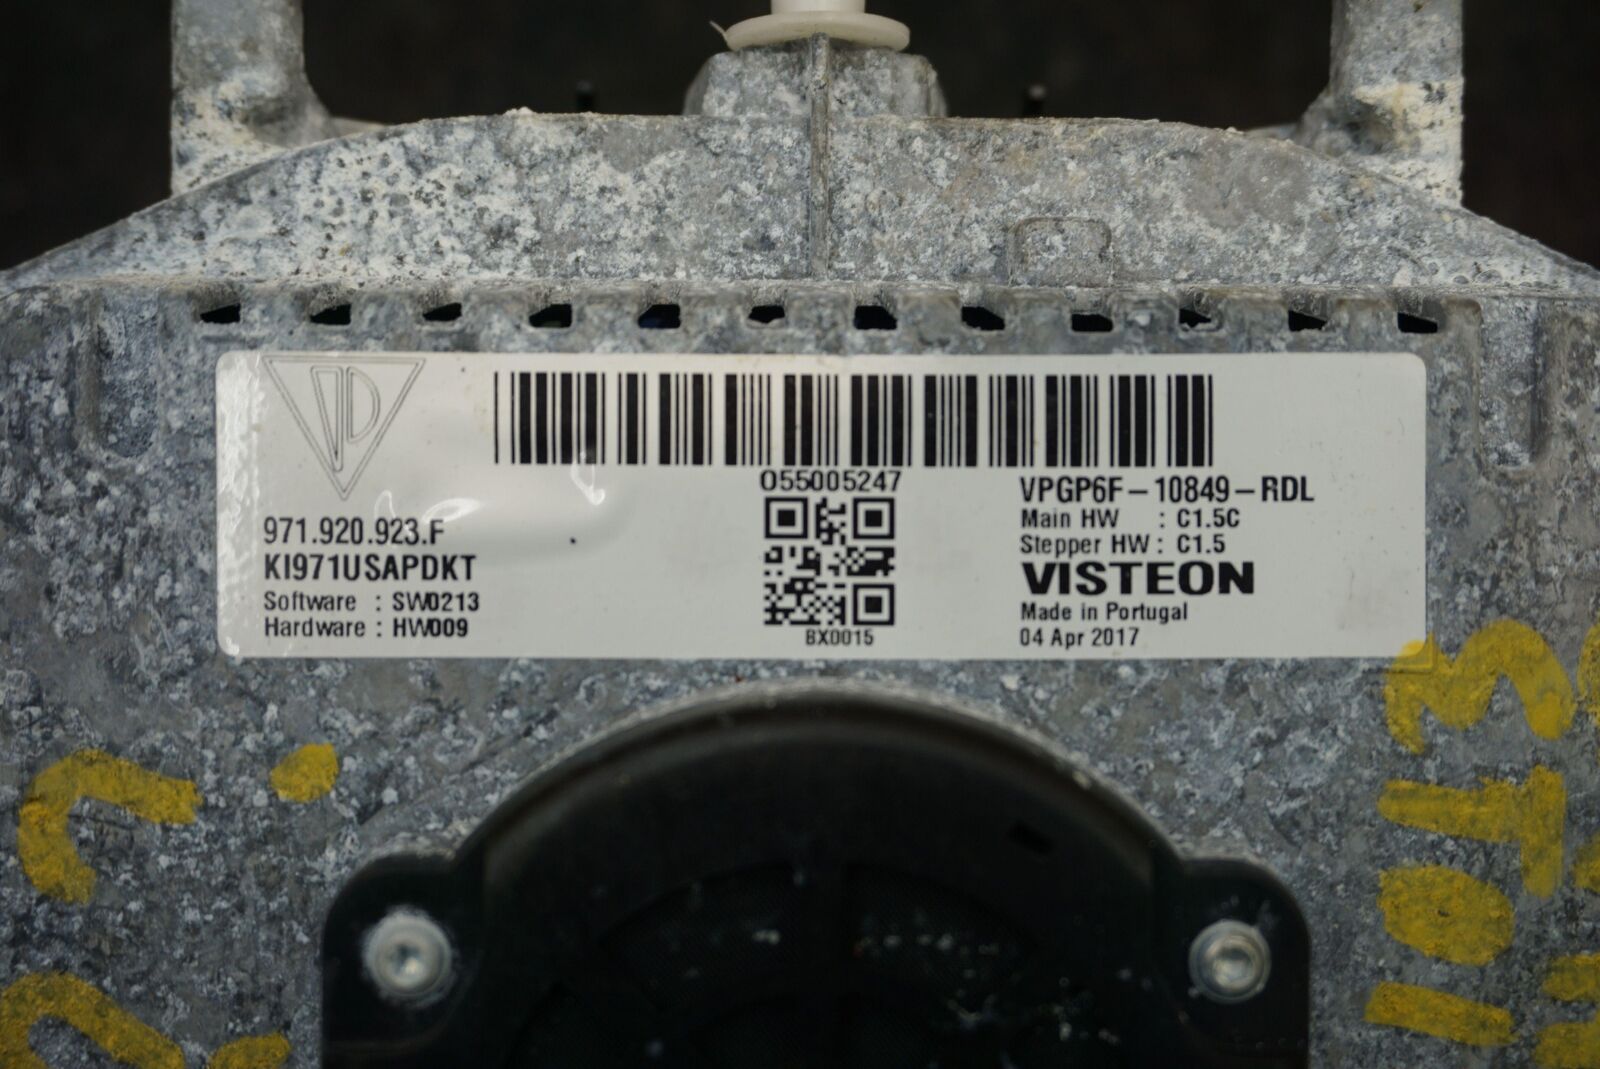 O55005247
971.920.923.F
KI971USAPDKT
Software : SW0213
Hardware : HW009
BX0015
VPGP6F-10849-RDL
Main HW : C1.5C
Stepper HW : C1.5
VISTEON
Made in Portugal
04 Apr 2017